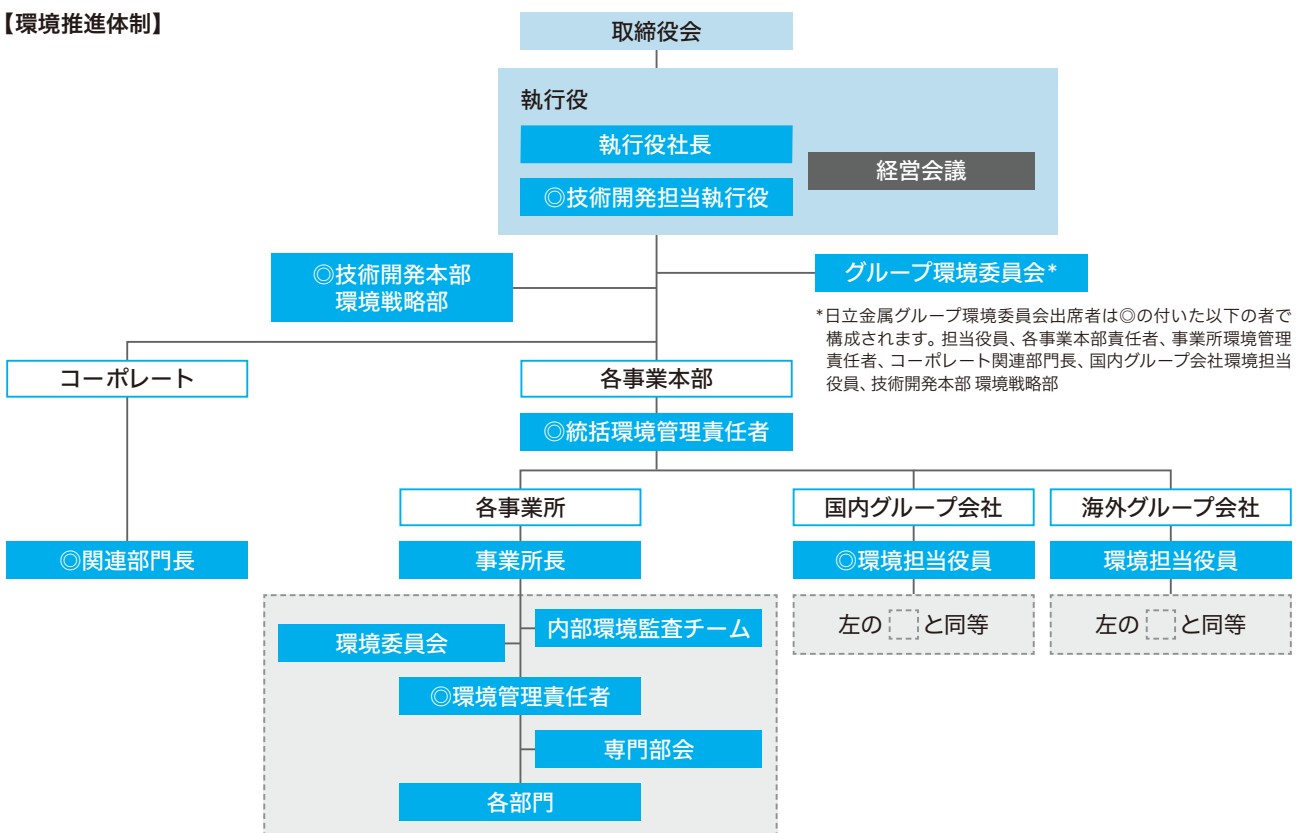 【環境推進体制】
取締役会
執行役
執行役社長
経営会議
◎技術開発担当執行役
◎技術開発本部
環境戦略部
グループ環境委員会*
*日立金属グループ環境委員会出席者は◎の付いた以下の者で
構成されます。担当役員、各事業本部責任者、事業所環境管理
責任者、コーポレート関連部門長、国内グループ会社環境担当
役員、技術開発本部 環境戦略部
コーポレート
各事業本部
◎統括環境管理責任者
各事業所
国内グループ会社
海外グループ会社
◎関連部門長
事業所長
◎環境担当役員
環境担当役員
内部環境監査チーム
環境委員会
左の と同等
左の と同等
◎環境管理責任者
専門部会
各部門